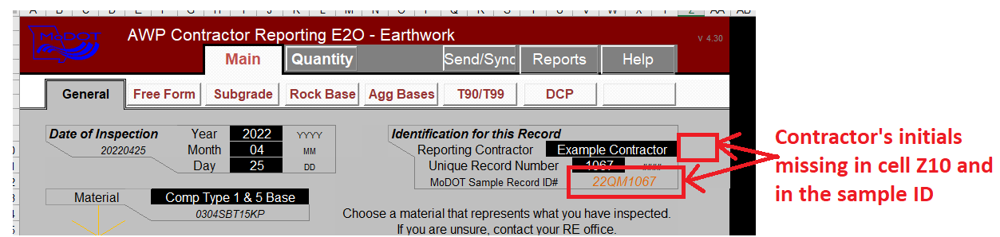 A B C D E F G H I J K L M N O P Q R S T U V W X Y Z AA AB
MoDOT
AWP Contractor Reporting E2O - Earthwork
v 4.30
Main Quantity Send/Sync Reports Help
General Free Form Subgrade Rock Base Agg Bases T90/T99 DCP
Date of Inspection Year 2022 YYYY
20220425 Month 04 MM
Day 25 DD
Identification for this Record
Reporting Contractor Example Contractor
Unique Record Number 1067 ####
MoDOT Sample Record ID# 22QM1067
Material Comp Type 1 & 5 Base
0304SBT15KP
Choose a material that represents what you have inspected.
If you are unsure, contact your RE office.
Contractor's initials
missing in cell Z10 and
in the sample ID